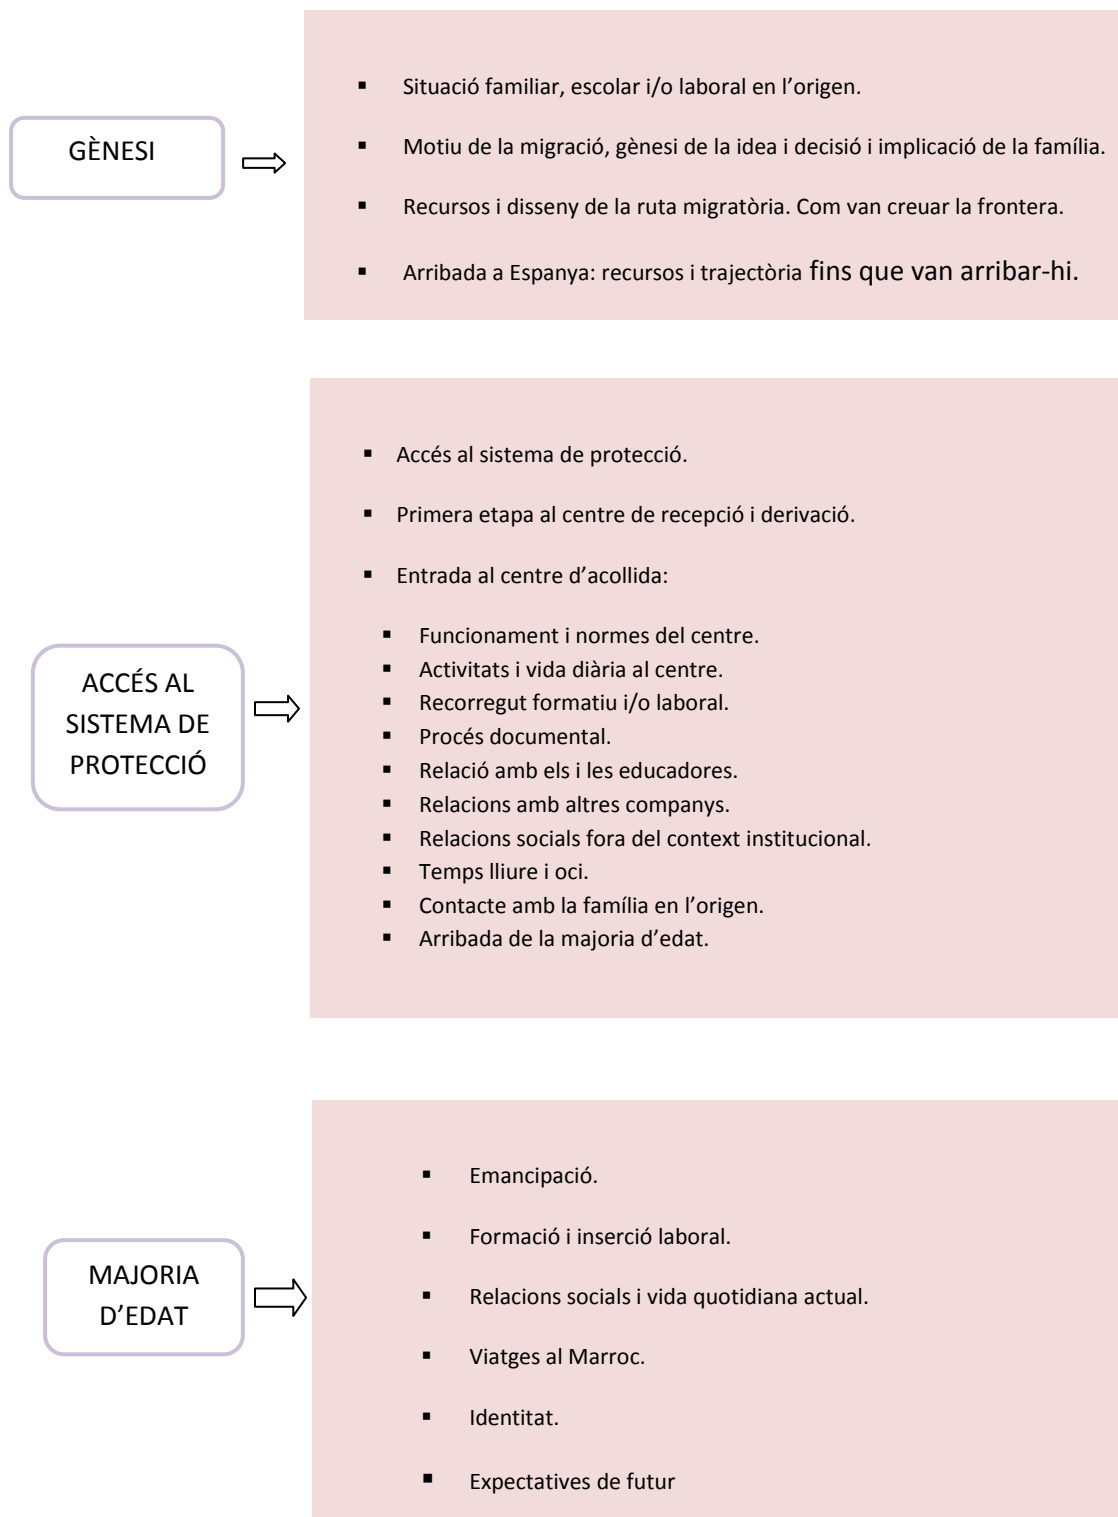 GÈNESI
▪ Situació familiar, escolar i/o laboral en l’origen.
▪ Motiu de la migració, gènesi de la idea i decisió i implicació de la família.
▪ Recursos i disseny de la ruta migratòria. Com van creuar la frontera.
▪ Arribada a Espanya: recursos i trajectòria fins que van arribar-hi.
ACCÉS AL
SISTEMA DE
PROTECCIÓ
▪ Accés al sistema de protecció.
▪ Primera etapa al centre de recepció i derivació.
▪ Entrada al centre d’acollida:
▪ Funcionament i normes del centre.
▪ Activitats i vida diària al centre.
▪ Recorregut formatiu i/o laboral.
▪ Procés documental.
▪ Relació amb els i les educadores.
▪ Relacions amb altres companys.
▪ Relacions socials fora del context institucional.
▪ Temps lliure i oci.
▪ Contacte amb la família en l’origen.
▪ Arribada de la majoria d’edat.
MAJORIA
D’EDAT
▪ Emancipació.
▪ Formació i inserció laboral.
▪ Relacions socials i vida quotidiana actual.
▪ Viatges al Marroc.
▪ Identitat.
▪ Expectatives de futur